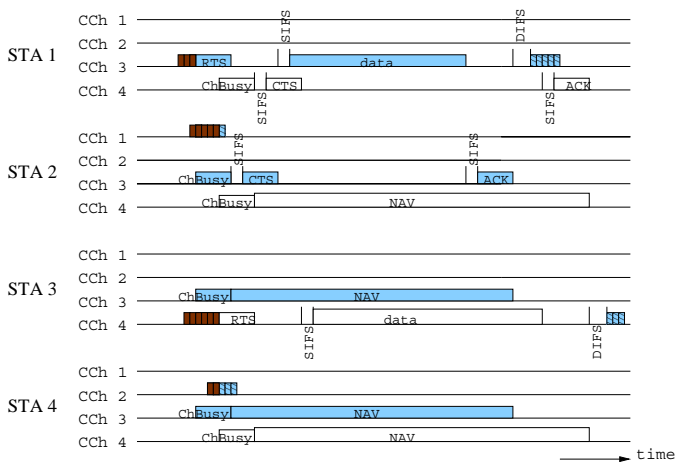 CCh 1
SIFS
DIFS
CCh 2
STA 1
CCh 3 RTS data
CCh 4 ChBusy CTS ACK
SIFS SIFS
CCh 1
SIFS SIFS
CCh 2
STA 2
CCh 3 ChBusy CTS ACK
CCh 4 ChBusy NAV
CCh 1
CCh 2
STA 3
CCh 3 ChBusy NAV
CCh 4 RTS data
SIFS DIFS
CCh 1
CCh 2
STA 4
CCh 3 ChBusy NAV
CCh 4 ChBusy NAV
time